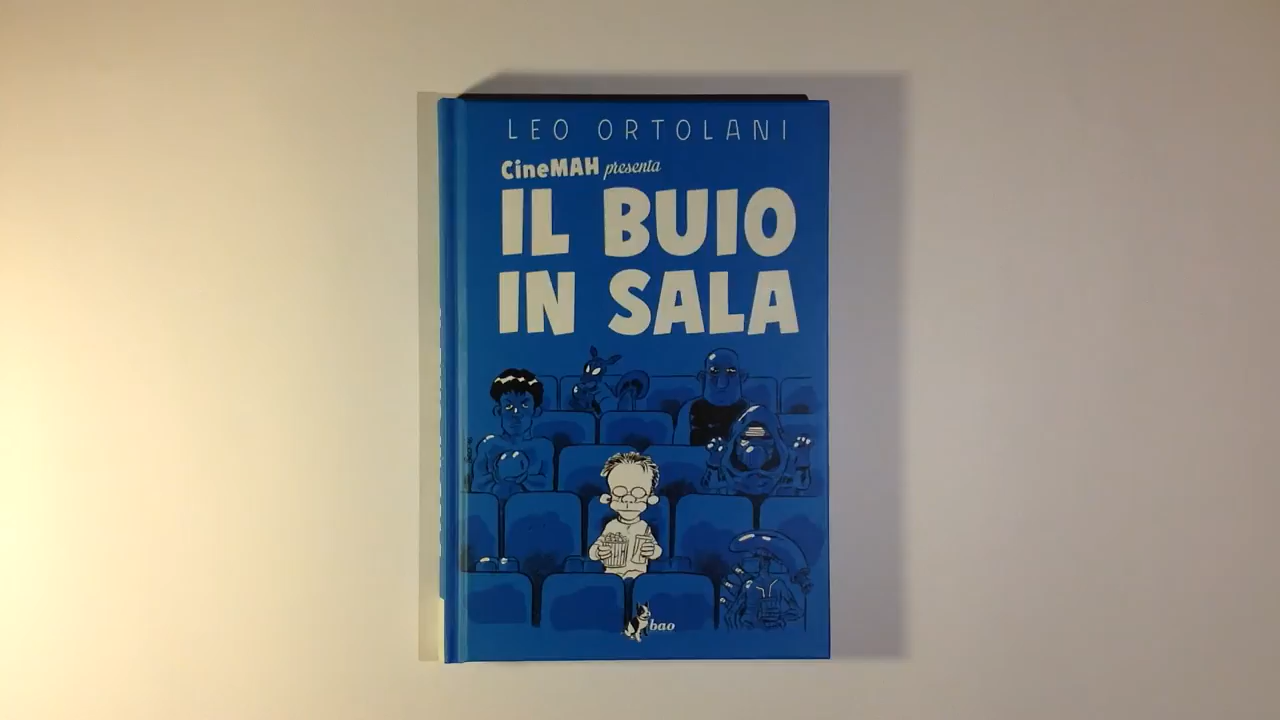 LEO ORTOLANI
CineMAH presenta
IL BUIO
IN SALA
bao